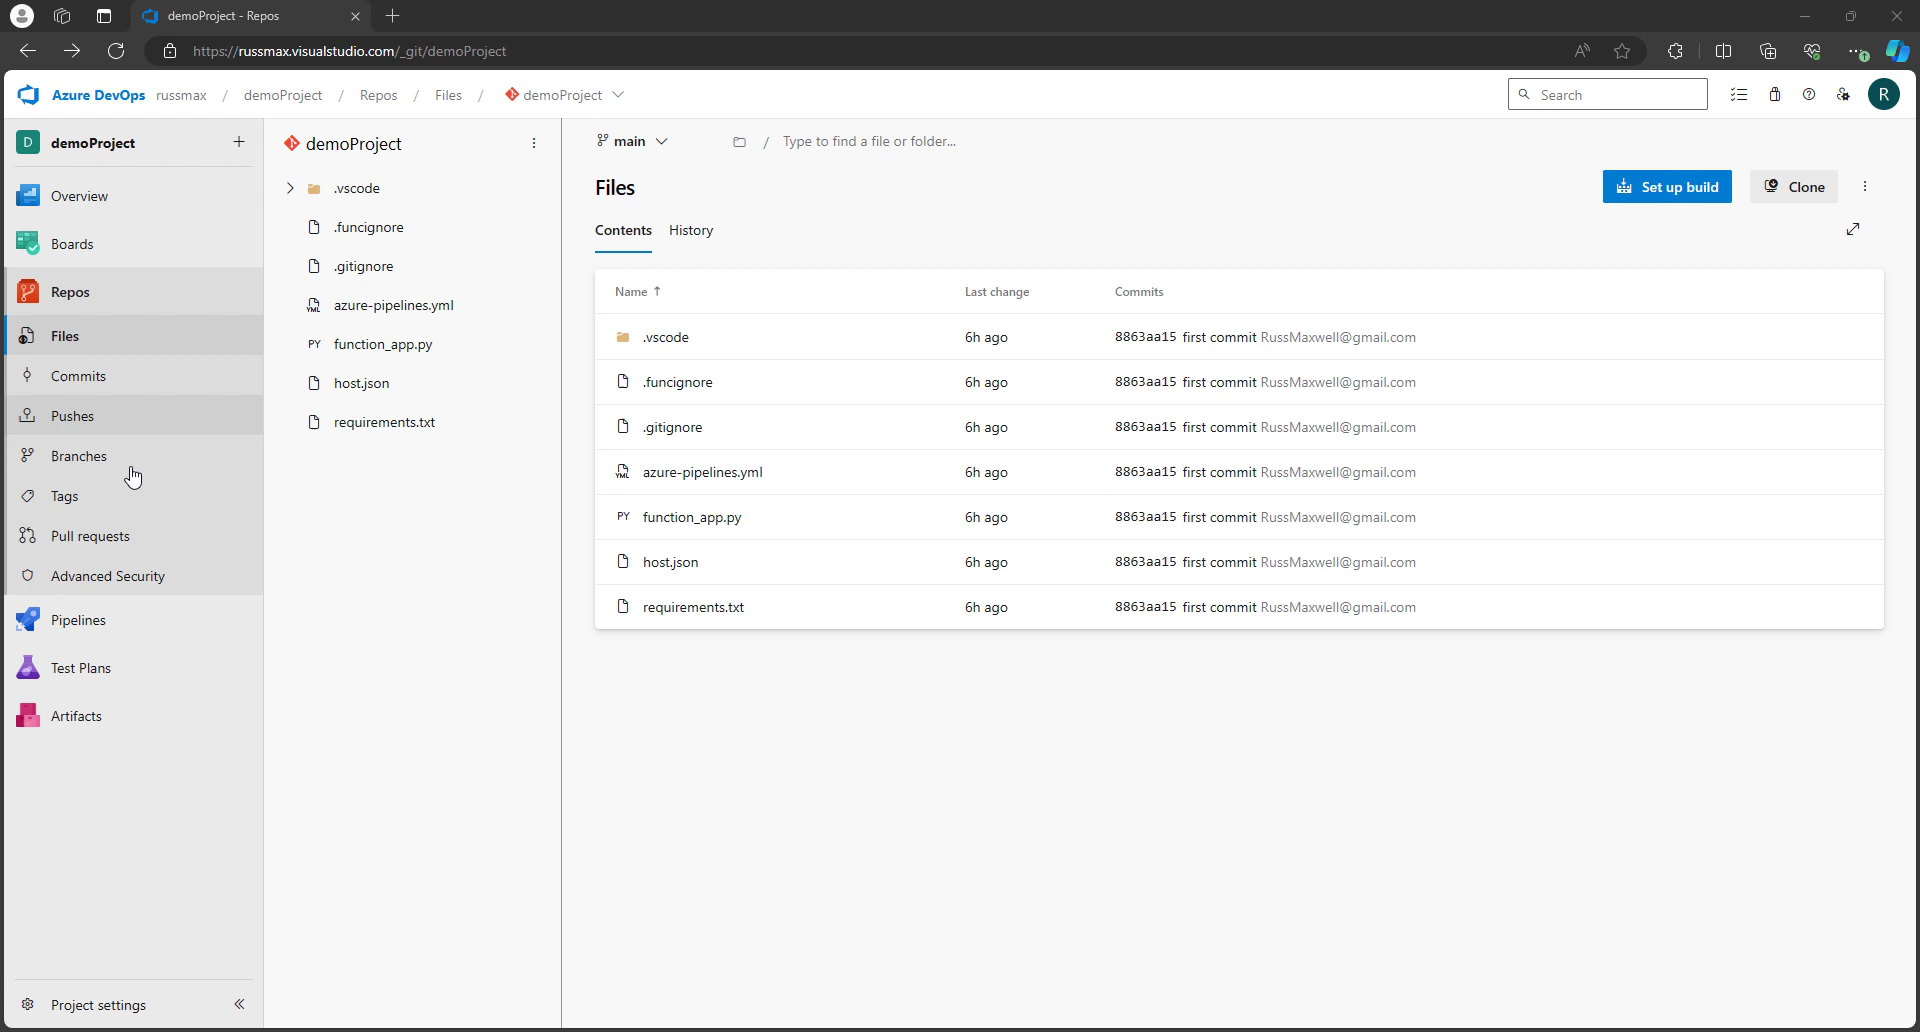 demoProject - Repos
https://russmax.visualstudio.com/_git/demoProject
Azure DevOps russmax / demoProject / Repos / Files / demoProject
Search
R
D demoProject
Overview
Boards
Repos
Files
Commits
Pushes
Branches
Tags
Pull requests
Advanced Security
Pipelines
Test Plans
Artifacts
Project settings
demoProject
.vscode
.funcignore
.gitignore
YML azure-pipelines.yml
PY function_app.py
host.json
requirements.txt
main / Type to find a file or folder...
Files
Set up build
Clone
Contents History
Name Last change Commits
.vscode 6h ago 8863aa15 first commit RussMaxwell@gmail.com
.funcignore 6h ago 8863aa15 first commit RussMaxwell@gmail.com
.gitignore 6h ago 8863aa15 first commit RussMaxwell@gmail.com
YML azure-pipelines.yml 6h ago 8863aa15 first commit RussMaxwell@gmail.com
PY function_app.py 6h ago 8863aa15 first commit RussMaxwell@gmail.com
host.json 6h ago 8863aa15 first commit RussMaxwell@gmail.com
requirements.txt 6h ago 8863aa15 first commit RussMaxwell@gmail.com